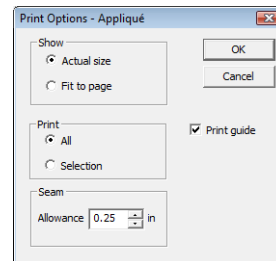 Print Options - Appliqué
Show
Actual size
Fit to page
OK
Cancel
Print
All
Selection
Print guide
Seam
Allowance 0.25 in